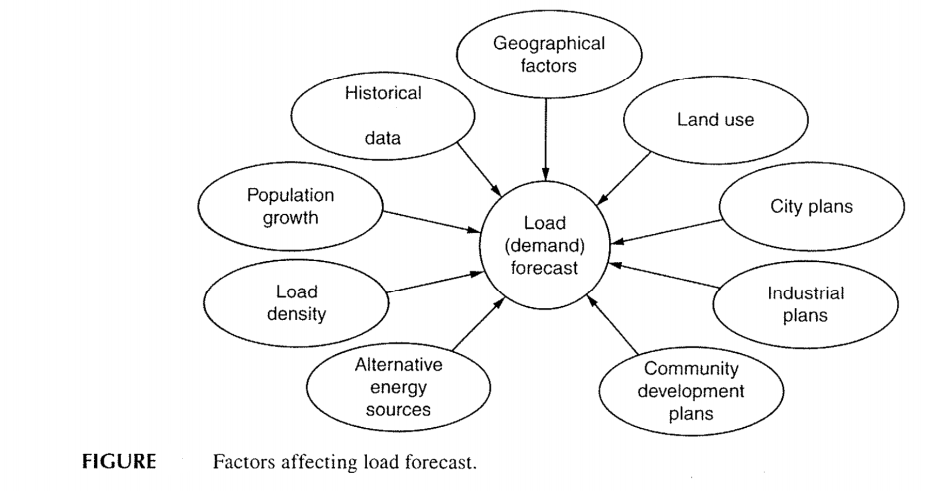 Geographical
factors
Historical
data
Land use
Population
growth
City plans
Load
(demand)
forecast
Load
density
Industrial
plans
Alternative
energy
sources
Community
development
plans
FIGURE Factors affecting load forecast.